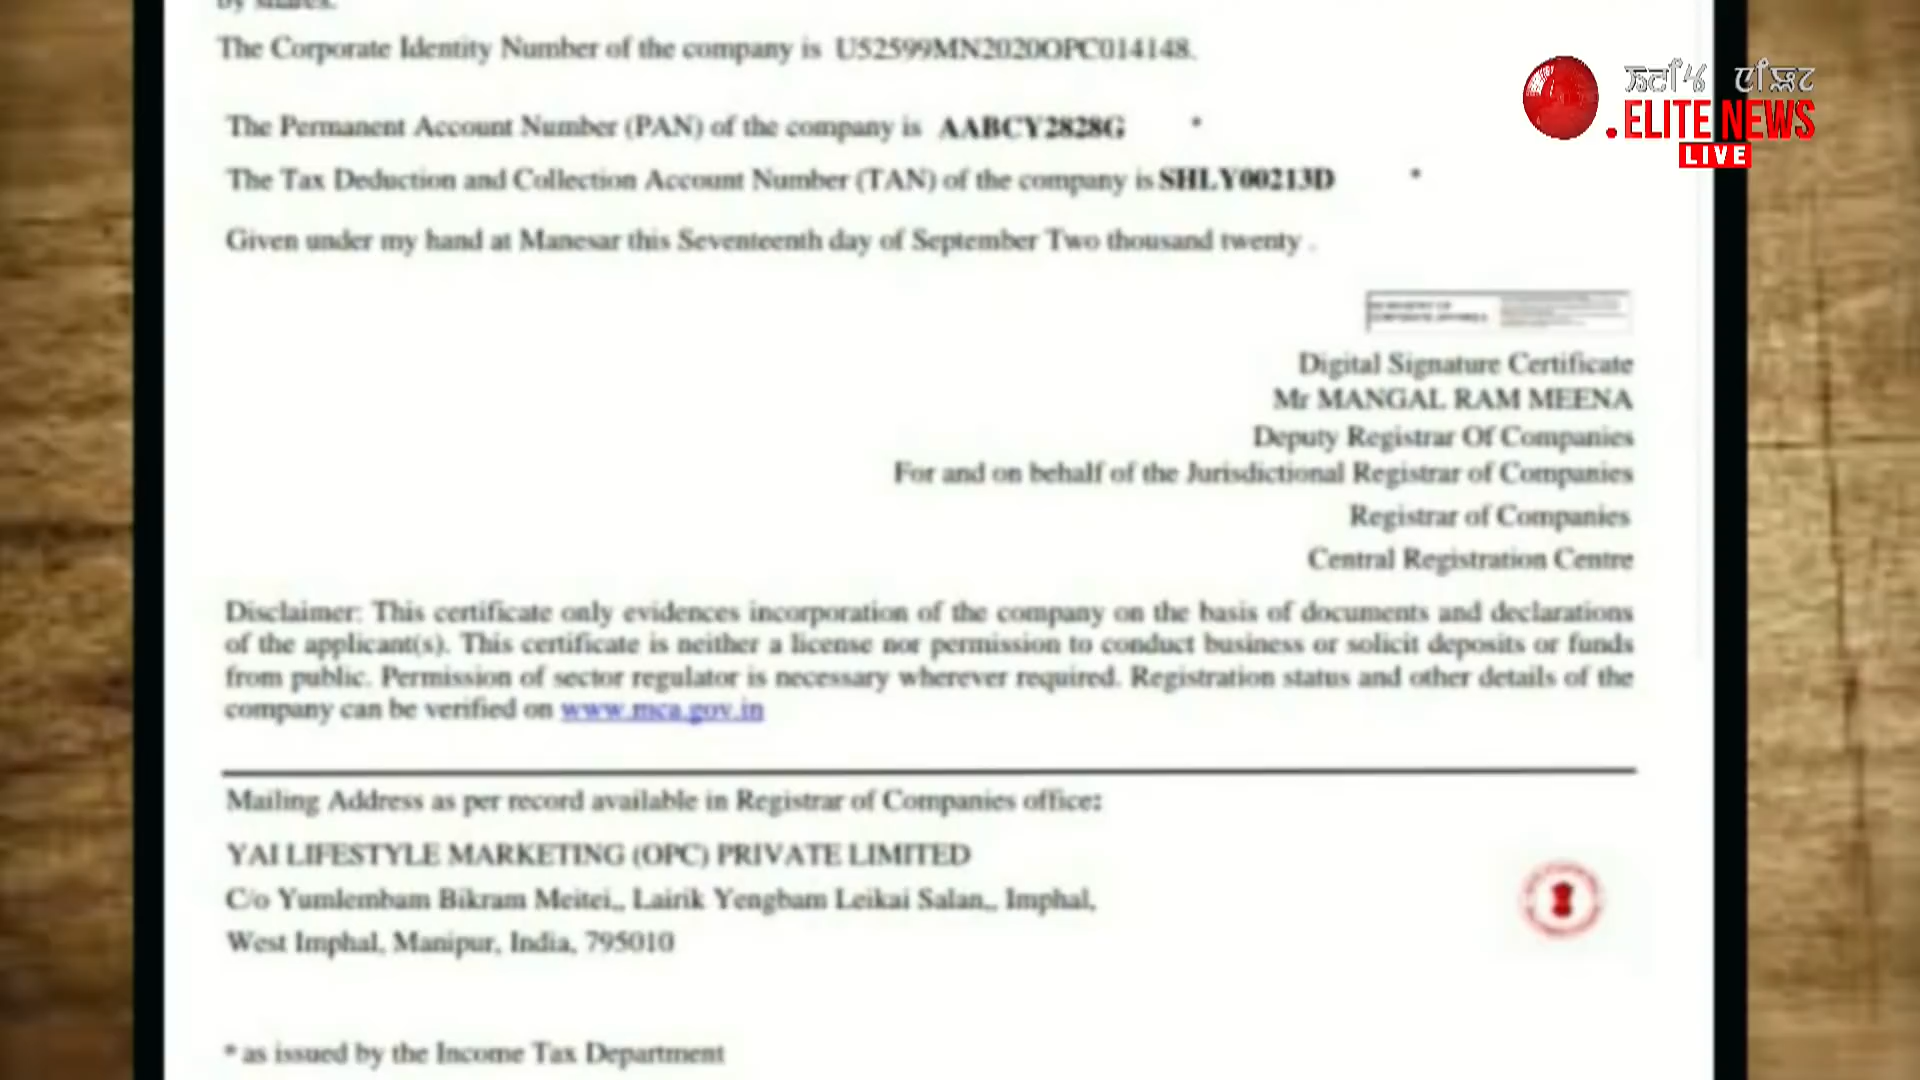 by shares.
The Corporate Identity Number of the company is U52599MN2020OPC014148.
The Permanent Account Number (PAN) of the company is AABCY2828G *
The Tax Deduction and Collection Account Number (TAN) of the company is SHLY00213D *
Given under my hand at Manesar this Seventeenth day of September Two thousand twenty .
Digital Signature Certificate
Mr MANGAL RAM MEENA
Deputy Registrar Of Companies
For and on behalf of the Jurisdictional Registrar of Companies
Registrar of Companies
Central Registration Centre
Disclaimer: This certificate only evidences incorporation of the company on the basis of documents and declarations
of the applicant(s). This certificate is neither a license nor permission to conduct business or solicit deposits or funds
from public. Permission of sector regulator is necessary wherever required. Registration status and other details of the
company can be verified on www.mca.gov.in
Mailing Address as per record available in Registrar of Companies office:
YAI LIFESTYLE MARKETING (OPC) PRIVATE LIMITED
C/o Yumlembam Bikram Meitei,, Lairik Yengbam Leikai Salan,, Imphal,
West Imphal, Manipur, India, 795010
* as issued by the Income Tax Department
ELITE NEWS
LIVE